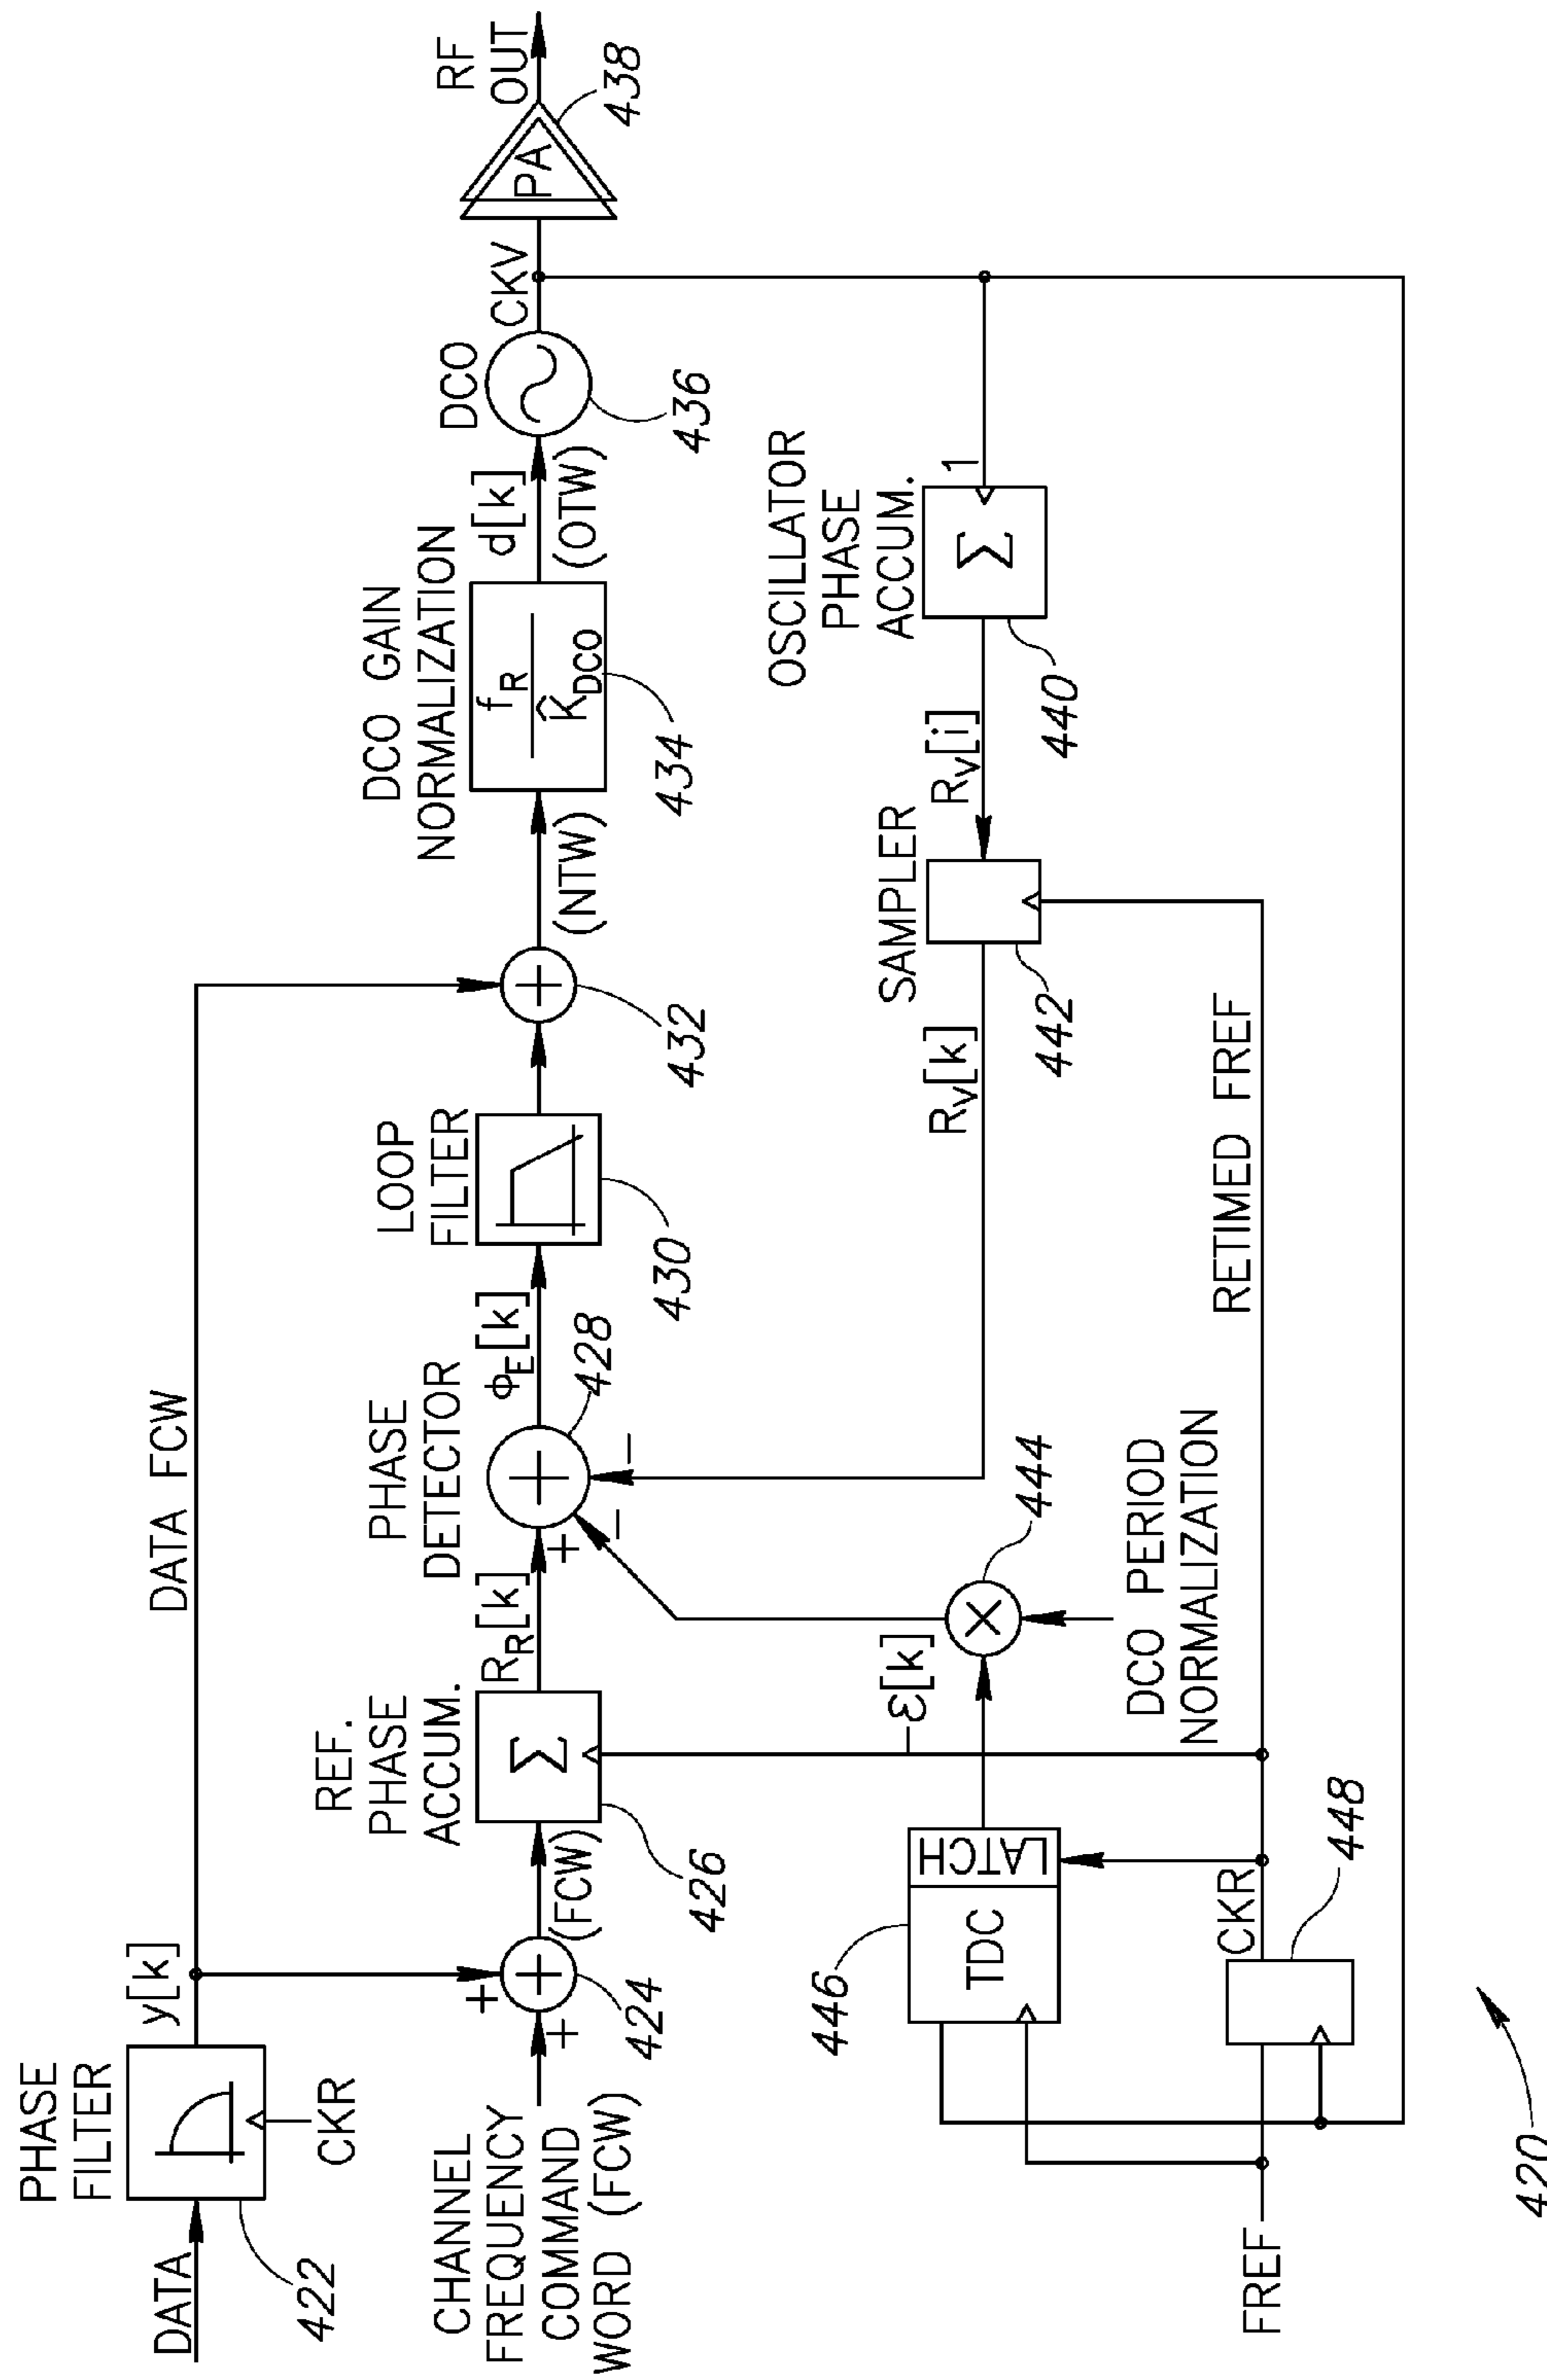 PHASE
FILTER
DATA
422
CKR
y[k]
DATA FCW
CHANNEL
FREQUENCY
COMMAND
WORD (FCW)
+
+
424
(FCW)
REF.
PHASE
ACCUM.
Σ
426
R_R[k]
PHASE
DETECTOR
+
−
−
428
Φ_E[k]
LOOP
FILTER
430
432
(NTW)
DCO GAIN
NORMALIZATION
f_R
K̂_DCO
434
d[k]
(OTW)
DCO
436
CKV
PA
438
RF
OUT
OSCILLATOR
PHASE
ACCUM.
1
Σ
440
R_V[i]
SAMPLER
442
R_V[k]
444
ε[k]
DCO PERIOD
NORMALIZATION
446
TDC
LATCH
RETIMED FREF
CKR
448
FREF
420